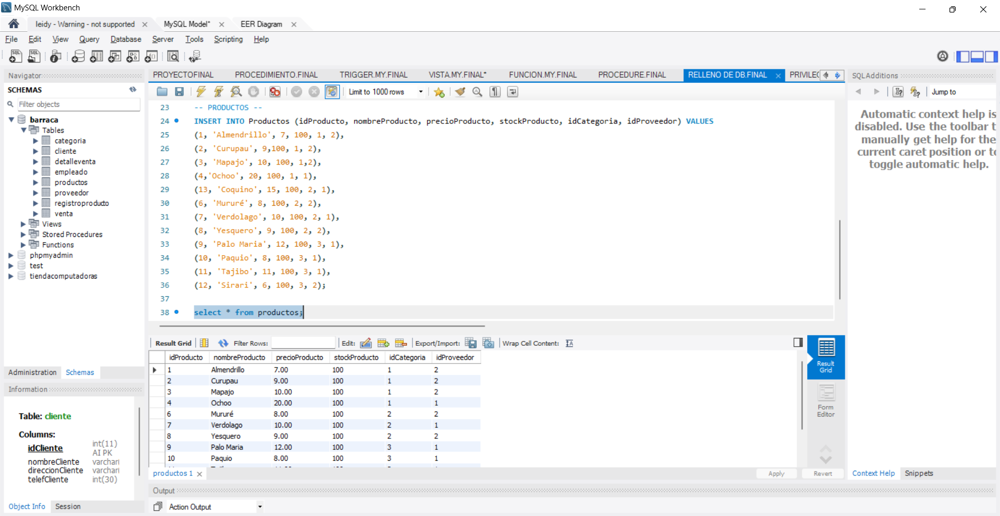 MySQL Workbench
leidy - Warning - not supported
MySQL Model*
EER Diagram
File Edit View Query Database Server Tools Scripting Help
Navigator
SCHEMAS
Filter objects
barraca
Tables
categoria
cliente
detalleventa
empleado
productos
proveedor
registroproducto
venta
Views
Stored Procedures
Functions
phpmyadmin
test
tiendacomputadoras
Administration Schemas
Information
Table: cliente
Columns:
idCliente int(11) AI PK
nombreCliente varchar
direccionCliente varchar
telefCliente int(30)
Object Info Session
PROYECTOFINAL PROCEDIMIENTO.FINAL TRIGGER.MY.FINAL VISTA.MY.FINAL* FUNCION.MY.FINAL PROCEDURE.FINAL RELLENO DE DB.FINAL PRIVILEC
Limit to 1000 rows
23 -- PRODUCTOS --
24 INSERT INTO Productos (idProducto, nombreProducto, precioProducto, stockProducto, idCategoria, idProveedor) VALUES
25 (1, 'Almendrillo', 7, 100, 1, 2),
26 (2, 'Curupau', 9,100, 1, 2),
27 (3, 'Mapajo', 10, 100, 1,2),
28 (4,'Ochoo', 20, 100, 1, 1),
29 (13, 'Coquino', 15, 100, 2, 1),
30 (6, 'Mururé', 8, 100, 2, 2),
31 (7, 'Verdolago', 10, 100, 2, 1),
32 (8, 'Yesquero', 9, 100, 2, 2),
33 (9, 'Palo Maria', 12, 100, 3, 1),
34 (10, 'Paquio', 8, 100, 3, 1),
35 (11, 'Tajibo', 11, 100, 3, 1),
36 (12, 'Sirari', 6, 100, 3, 2);
37
38 select * from productos;
Result Grid Filter Rows: Edit: Export/Import: Wrap Cell Content:
idProducto nombreProducto precioProducto stockProducto idCategoria idProveedor
1 Almendrillo 7.00 100 1 2
2 Curupau 9.00 100 1 2
3 Mapajo 10.00 100 1 2
4 Ochoo 20.00 100 1 1
6 Mururé 8.00 100 2 2
7 Verdolago 10.00 100 2 1
8 Yesquero 9.00 100 2 2
9 Palo Maria 12.00 100 3 1
10 Paquio 8.00 100 3 1
Result Grid
Form Editor
productos 1
Apply Revert
Output
Action Output
SQLAdditions
Jump to
Automatic context help is
disabled. Use the toolbar t
manually get help for the
current caret position or to
toggle automatic help.
Context Help Snippets